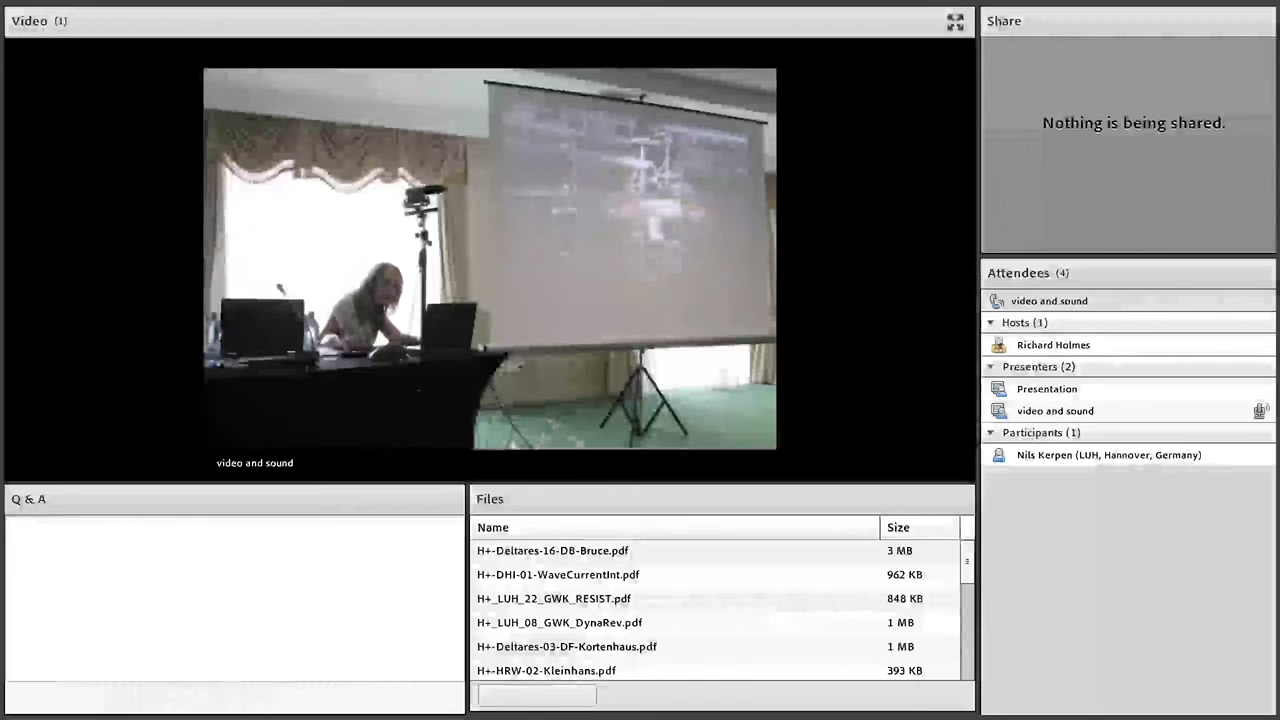 Video (1)
Share
Nothing is being shared.
video and sound
Attendees (4)
video and sound
Hosts (1)
Richard Holmes
Presenters (2)
Presentation
video and sound
Participants (1)
Nils Kerpen (LUH, Hannover, Germany)
Q & A
Files
Name Size
H+-Deltares-16-DB-Bruce.pdf 3 MB
H+-DHI-01-WaveCurrentInt.pdf 962 KB
H+_LUH_22_GWK_RESIST.pdf 848 KB
H+_LUH_08_GWK_DynaRev.pdf 1 MB
H+-Deltares-03-DF-Kortenhaus.pdf 1 MB
H+-HRW-02-Kleinhans.pdf 393 KB